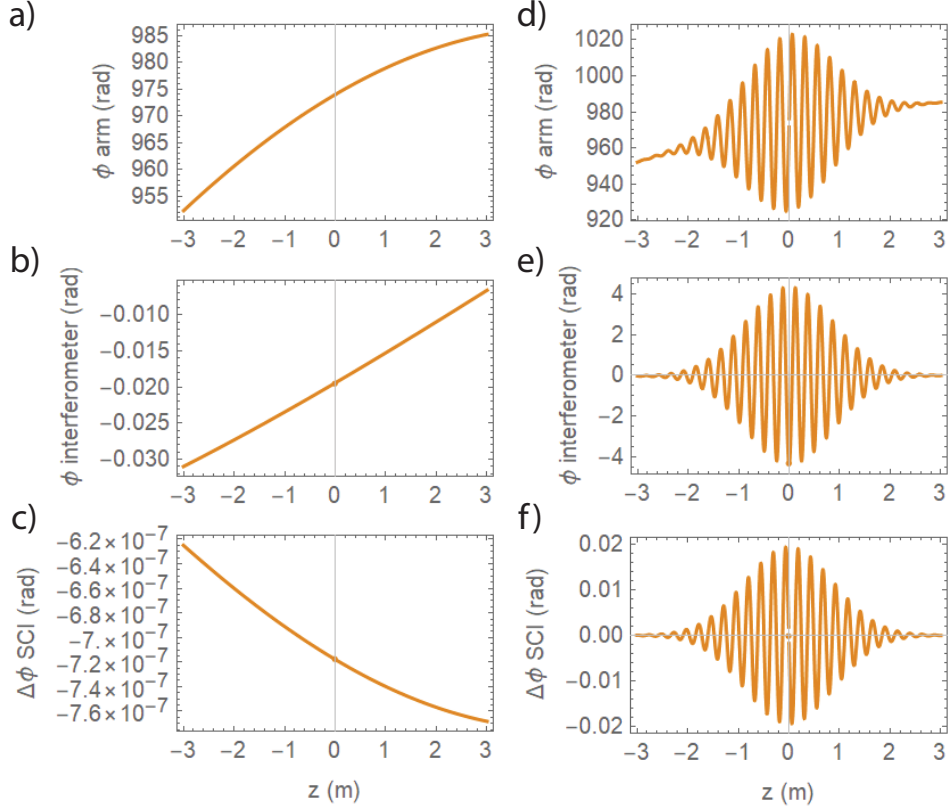 a)
985
980
975
970
965
960
955
ϕ arm (rad)
−3 −2 −1 0 1 2 3
d)
1020
1000
980
960
940
920
ϕ arm (rad)
−3 −2 −1 0 1 2 3
b)
−0.010
−0.015
−0.020
−0.025
−0.030
ϕ interferometer (rad)
−3 −2 −1 0 1 2 3
e)
4
2
0
−2
−4
ϕ interferometer (rad)
−3 −2 −1 0 1 2 3
c)
−6.2×10⁻⁷
−6.4×10⁻⁷
−6.6×10⁻⁷
−6.8×10⁻⁷
−7.×10⁻⁷
−7.2×10⁻⁷
−7.4×10⁻⁷
−7.6×10⁻⁷
Δϕ SCI (rad)
−3 −2 −1 0 1 2 3
z (m)
f)
0.02
0.01
0.00
−0.01
−0.02
Δϕ SCI (rad)
−3 −2 −1 0 1 2 3
z (m)